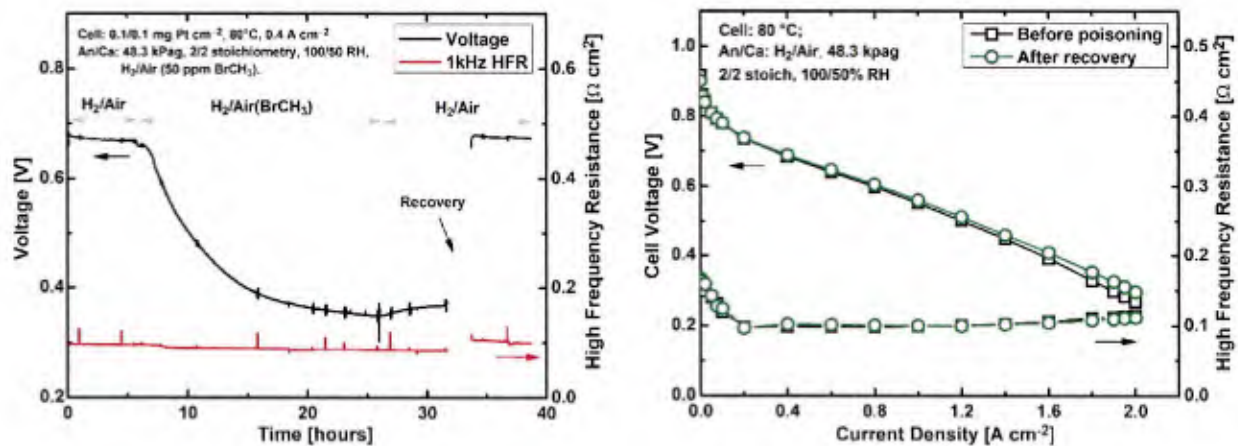 Cell: 0.1/0.1 mg Pt cm⁻², 80°C, 0.4 A cm⁻²
An/Ca: 48.3 kPag, 2/2 stoichiometry, 100/50 RH,
H₂/Air (50 ppm BrCH₃).
Voltage
1kHz HFR
H₂/Air
H₂/Air(BrCH₃)
H₂/Air
Recovery
0.8
0.6
0.4
0.2
Voltage [V]
0.6
0.4
0.2
0.0
High Frequency Resistance [Ω cm²]
0
10
20
30
40
Time [hours]
Cell: 80 °C;
An/Ca: H₂/Air, 48.3 kpag
2/2 stoich, 100/50% RH
Before poisoning
After recovery
1.0
0.8
0.6
0.4
0.2
0.0
Cell Voltage [V]
0.5
0.4
0.3
0.2
0.1
0.0
High Frequency Resistance [Ω cm²]
0.0
0.4
0.8
1.2
1.6
2.0
Current Density [A cm⁻²]